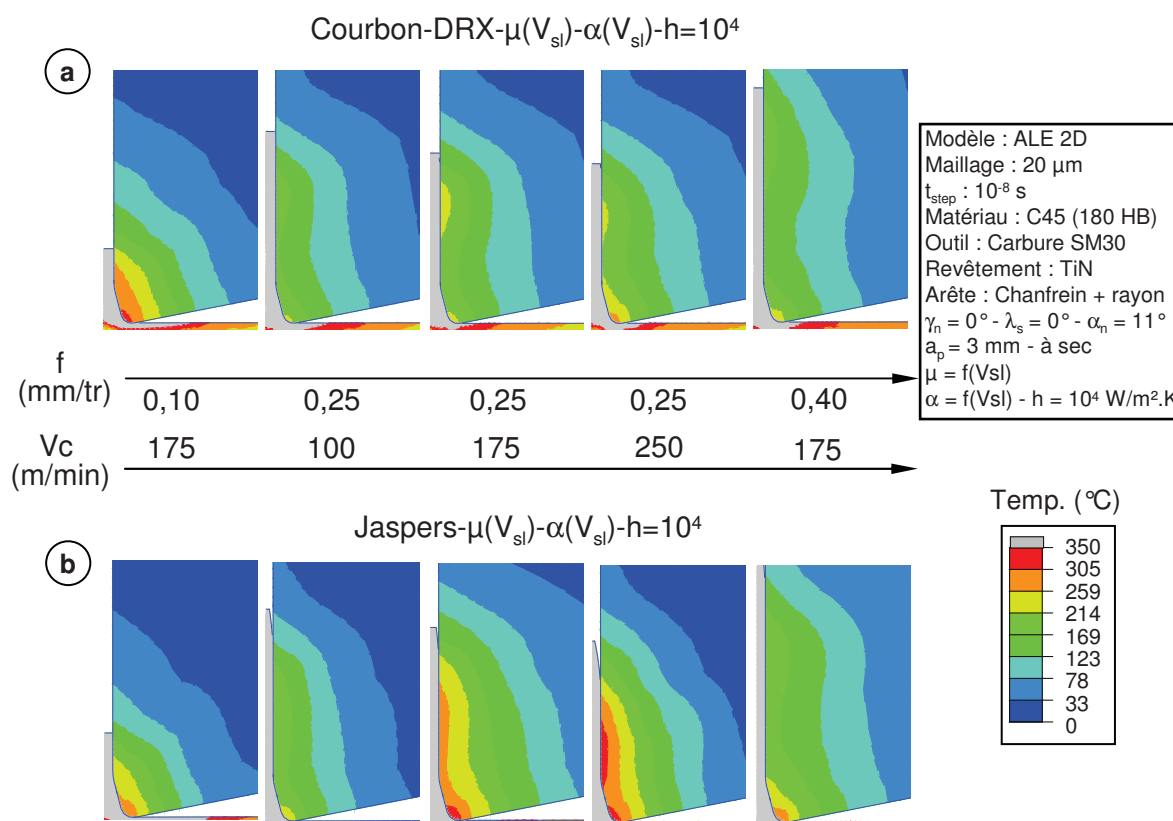 Courbon-DRX-μ(Vsl)-α(Vsl)-h=10⁴
a
Modèle : ALE 2D
Maillage : 20 μm
tstep : 10⁻⁸ s
Matériau : C45 (180 HB)
Outil : Carbure SM30
Revêtement : TiN
Arête : Chanfrein + rayon
γn = 0° - λs = 0° - αn = 11°
ap = 3 mm - à sec
μ = f(Vsl)
α = f(Vsl) - h = 10⁴ W/m².K
f (mm/tr)
0,10 0,25 0,25 0,25 0,40
Vc (m/min)
175 100 175 250 175
Jaspers-μ(Vsl)-α(Vsl)-h=10⁴
b
Temp. (°C)
350
305
259
214
169
123
78
33
0